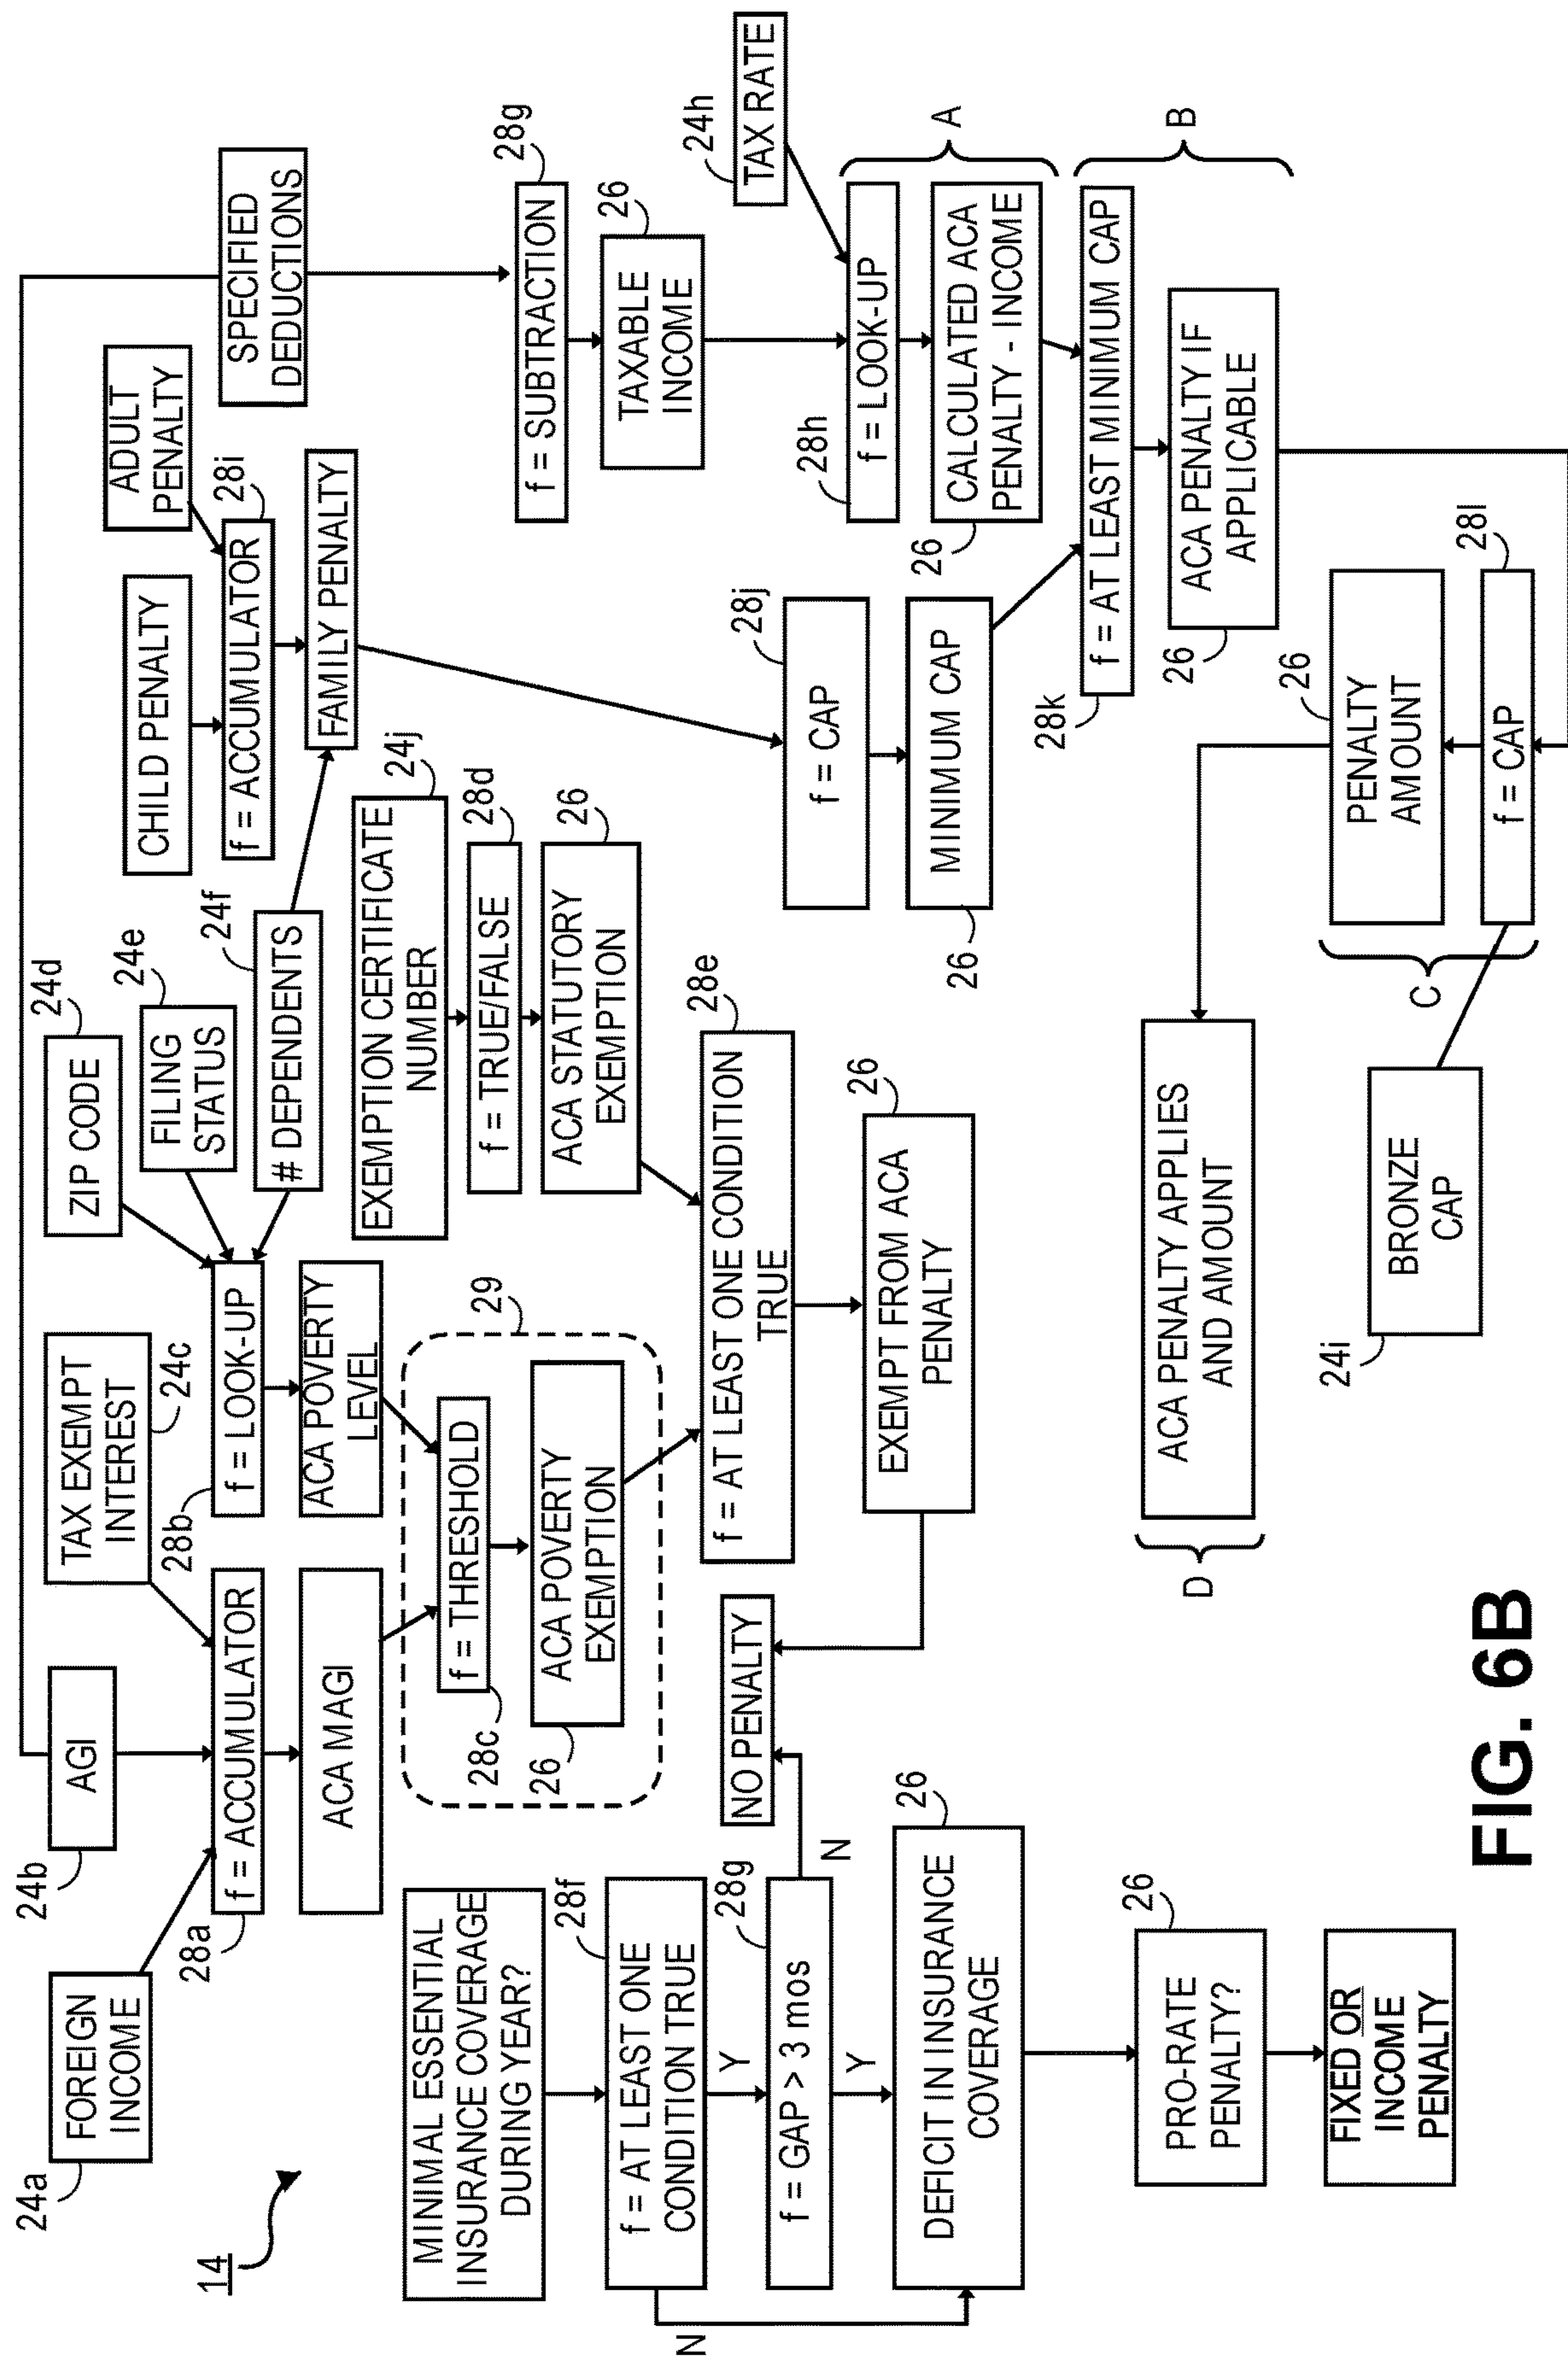 14
24a
FOREIGN
INCOME
24b
AGI
TAX EXEMPT
INTEREST
24c
24d
ZIP CODE
24e
FILING
STATUS
24f
# DEPENDENTS
CHILD PENALTY
ADULT
PENALTY
SPECIFIED
DEDUCTIONS
28a
f = ACCUMULATOR
28b
f = LOOK-UP
f = ACCUMULATOR
28i
ACA MAGI
ACA POVERTY
LEVEL
FAMILY PENALTY
MINIMAL ESSENTIAL
INSURANCE COVERAGE
DURING YEAR?
29
f = THRESHOLD
28c
ACA POVERTY
EXEMPTION
26
EXEMPTION CERTIFICATE
NUMBER
24j
f = TRUE/FALSE
28d
ACA STATUTORY
EXEMPTION
26
f = SUBTRACTION
28g
TAXABLE
INCOME
26
24h
TAX RATE
f = AT LEAST ONE
CONDITION TRUE
28f
N
Y
f = GAP > 3 mos
28g
N
Y
NO PENALTY
f = AT LEAST ONE CONDITION
TRUE
28e
EXEMPT FROM ACA
PENALTY
26
f = CAP
28j
MINIMUM CAP
26
28h
f = LOOK-UP
CALCULATED ACA
PENALTY - INCOME
26
A
28k
f = AT LEAST MINIMUM CAP
ACA PENALTY IF
APPLICABLE
26
B
DEFICIT IN INSURANCE
COVERAGE
26
PRO-RATE
PENALTY?
26
FIXED OR
INCOME
PENALTY
D
ACA PENALTY APPLIES
AND AMOUNT
PENALTY
AMOUNT
26
C
f = CAP
28l
24i
BRONZE
CAP
FIG. 6B